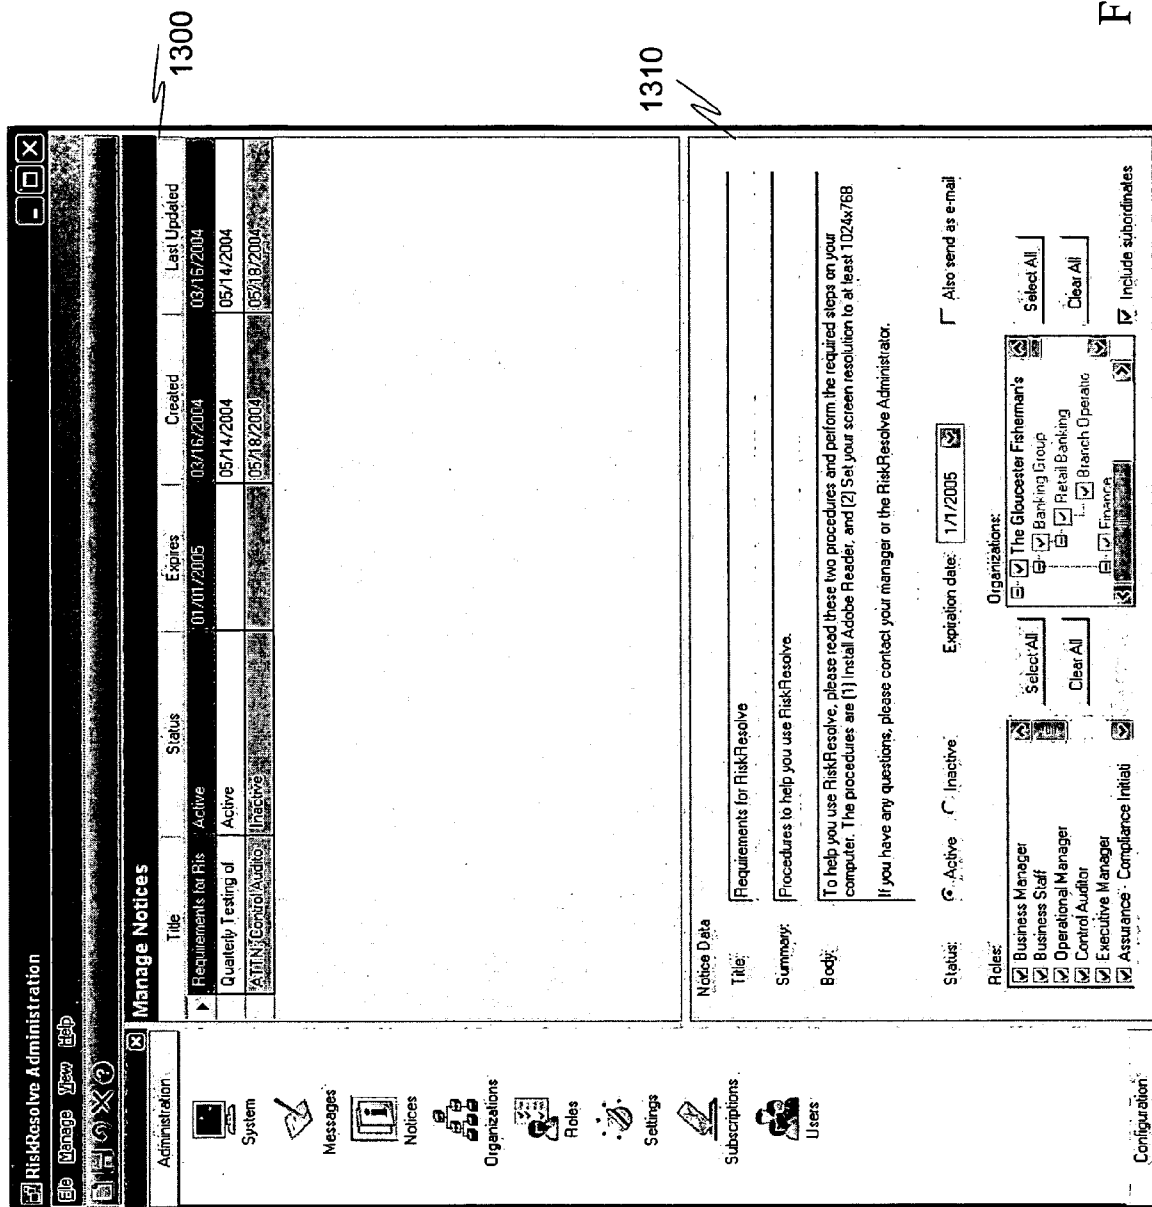 RiskResolve Administration
File Manage View Help
Administration
System
Messages
Notices
Organizations
Roles
Settings
Subscriptions
Users
Configuration
Manage Notices
Title Status Expires Created Last Updated
Requirements for Ris Active 01/01/2005 03/16/2004 03/16/2004
Quarterly Testing of Active 05/14/2004 05/14/2004
ATTN: Control Audito Inactive 05/18/2004 05/18/2004
1300
1310
Notice Data
Title: Requirements for RiskResolve
Summary: Procedures to help you use RiskResolve.
Body: To help you use RiskResolve, please read these two procedures and perform the required steps on your
computer. The procedures are (1) Install Adobe Reader, and (2) Set your screen resolution to at least 1024x768.
If you have any questions, please contact your manager or the RiskResolve Administrator.
Status: Active Inactive Expiration date: 1/1/2005 Also send as e-mail
Roles: Organizations:
Business Manager
Business Staff
Operational Manager
Control Auditor
Executive Manager
Assurance - Compliance Initiati
Select All
Clear All
The Gloucester Fisherman's
Banking Group
Retail Banking
Branch Operatio
Finance
Select All
Clear All
Include subordinates
F